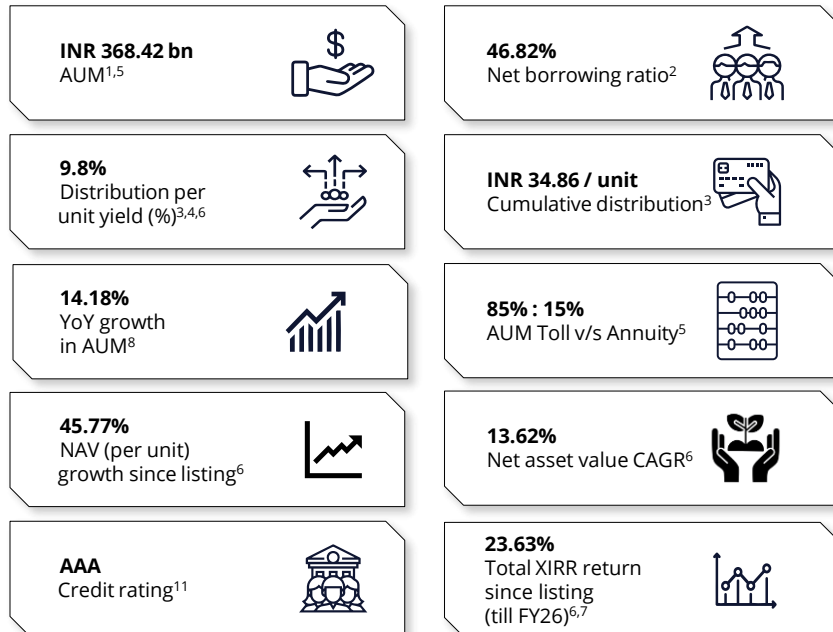 INR 368.42 bn
AUM¹,⁵
46.82%
Net borrowing ratio²
9.8%
Distribution per
unit yield (%)³,⁴,⁶
INR 34.86 / unit
Cumulative distribution³
14.18%
YoY growth
in AUM⁸
85% : 15%
AUM Toll v/s Annuity⁵
45.77%
NAV (per unit)
growth since listing⁶
13.62%
Net asset value CAGR⁶
AAA
Credit rating¹¹
23.63%
Total XIRR return
since listing
(till FY26)⁶,⁷